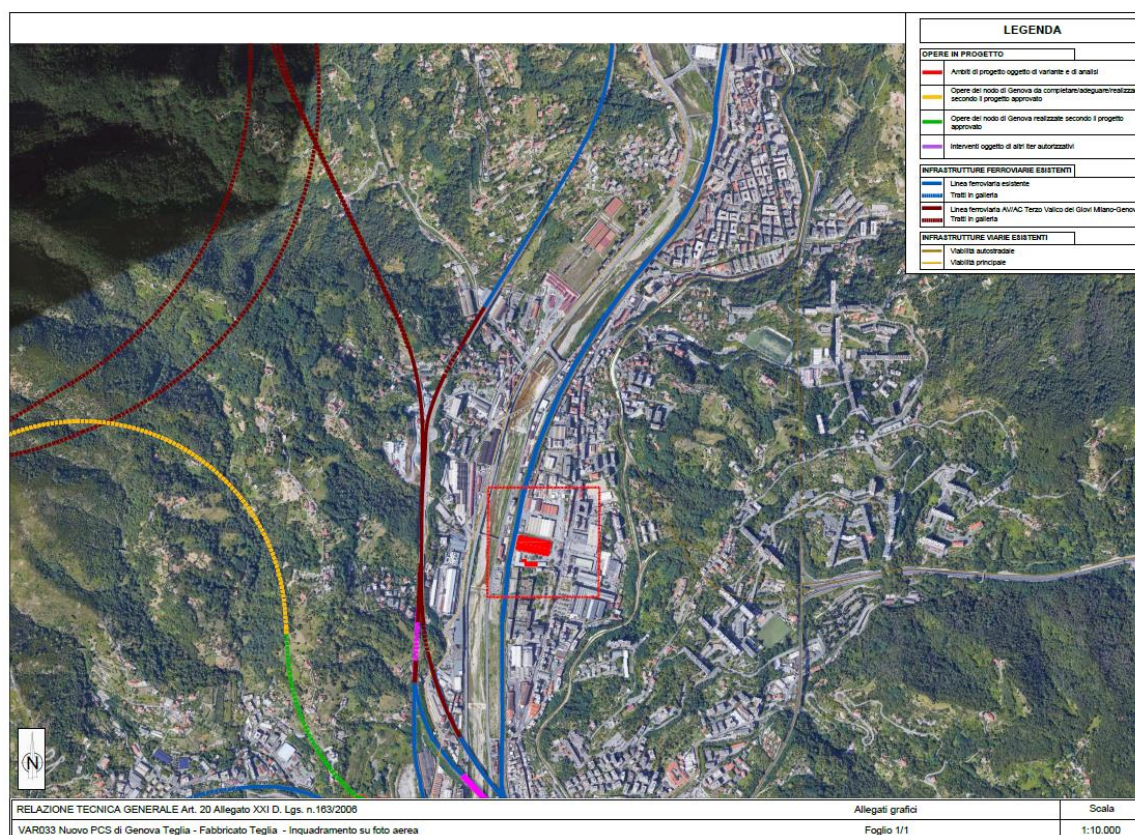 LEGENDA
OPERE IN PROGETTO
Ambiti di progetto oggetto di variante e di analisi
Opere del nodo di Genova da completare/adeguare/realizzar
secondo il progetto approvato
Opere del nodo di Genova realizzate secondo il progetto
approvato
Interventi oggetto di altri iter autorizzativi
INFRASTRUTTURE FERROVIARIE ESISTENTI
Linea ferroviaria esistente
Tratti in galleria
Linea ferroviaria AV/AC Terzo Valico dei Giovi Milano-Genov
Tratti in galleria
INFRASTRUTTURE VIARIE ESISTENTI
Viabilità autostradale
Viabilità principale
N
RELAZIONE TECNICA GENERALE Art. 20 Allegato XXI D. Lgs. n.163/2006
Allegati grafici
Scala
VAR033 Nuovo PCS di Genova Teglia - Fabbricato Teglia - Inquadramento su foto aerea
Foglio 1/1
1:10.000